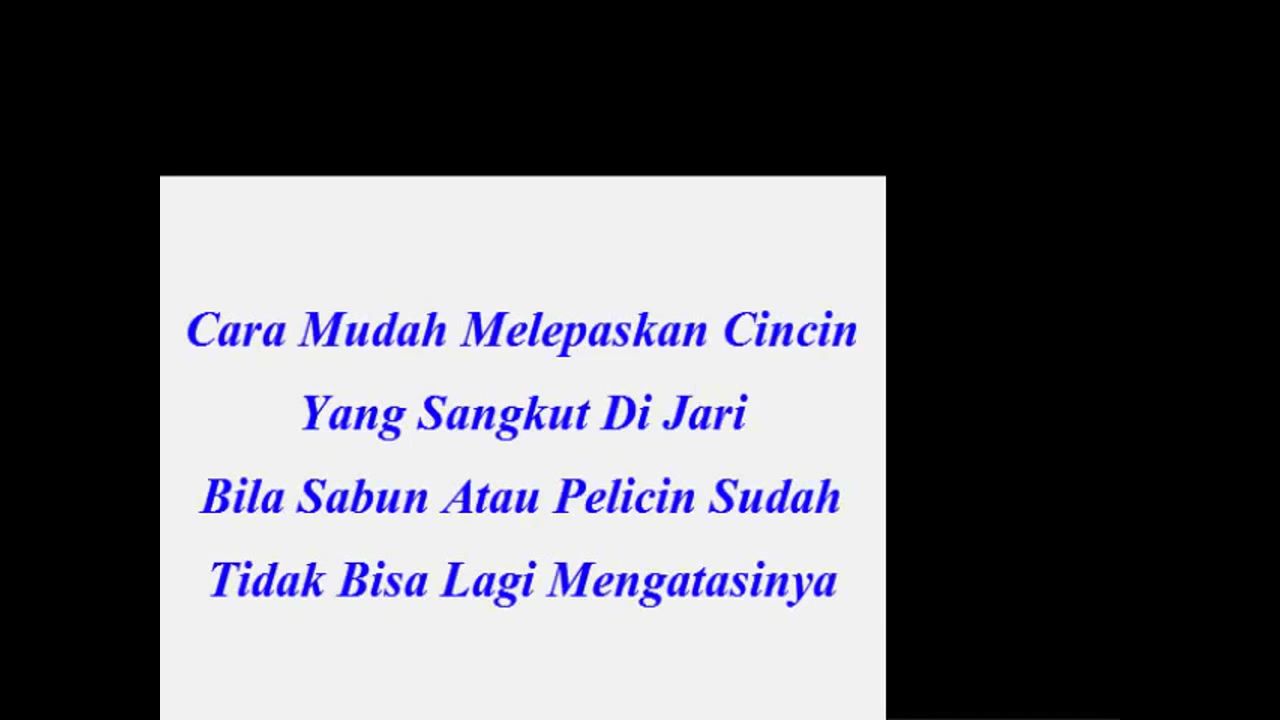 Cara Mudah Melepaskan Cincin
Yang Sangkut Di Jari
Bila Sabun Atau Pelicin Sudah
Tidak Bisa Lagi Mengatasinya